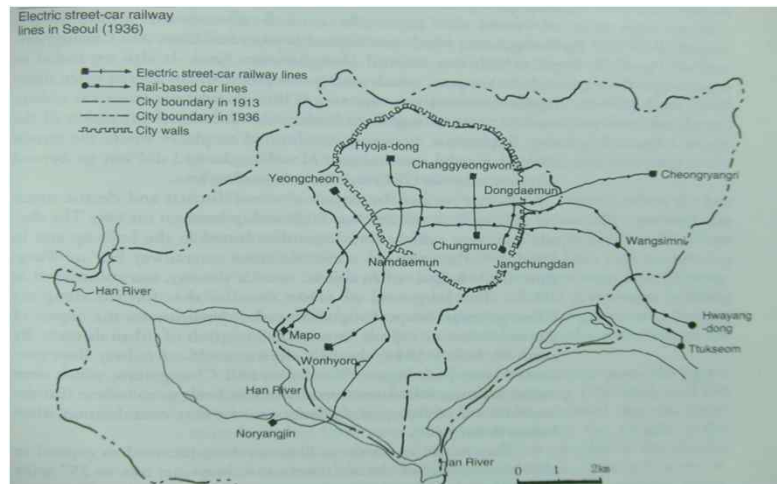 Electric street-car railway
lines in Seoul (1936)
Electric street-car railway lines
Rail-based car lines
City boundary in 1913
City boundary in 1936
City walls
Hyoja-dong
Changgyeongwon
Yeongcheon
Dongdaemun
Cheongryangri
Chungmuro
Wangsimni
Namdaemun
Jangchungdan
Han River
Hwayang
-dong
Mapo
Wonhyoro
Ttukseom
Han River
Noryangjin
Han River
0 1 2km